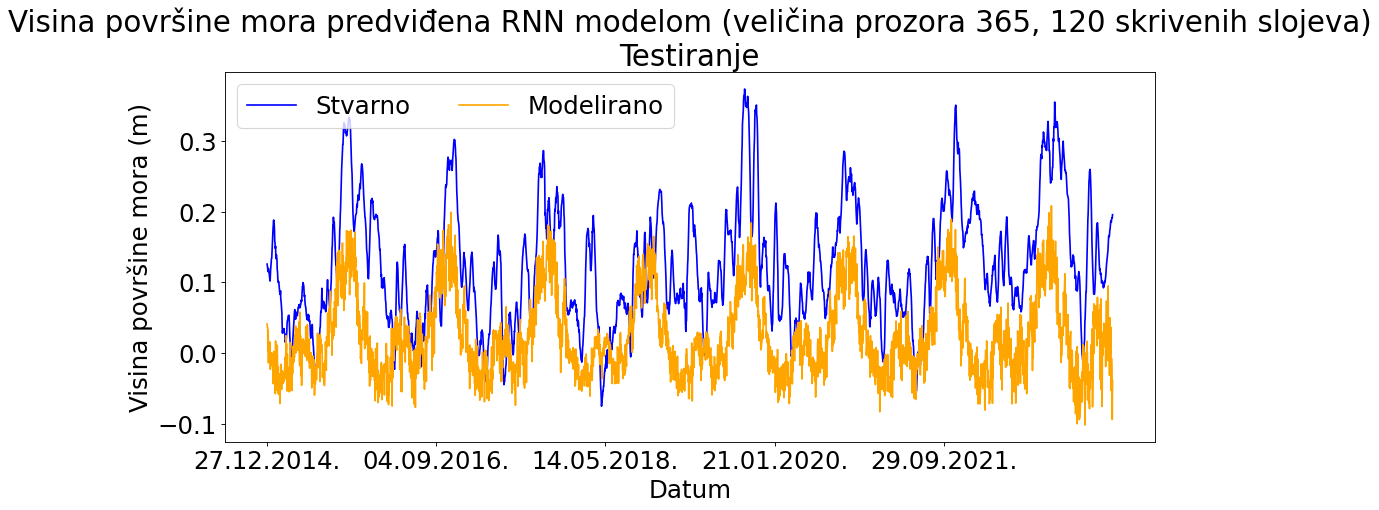 Visina površine mora predviđena RNN modelom (veličina prozora 365, 120 skrivenih slojeva)
Testiranje
Stvarno
Modelirano
Visina površine mora (m)
0.3
0.2
0.1
0.0
−0.1
27.12.2014. 04.09.2016. 14.05.2018. 21.01.2020. 29.09.2021.
Datum